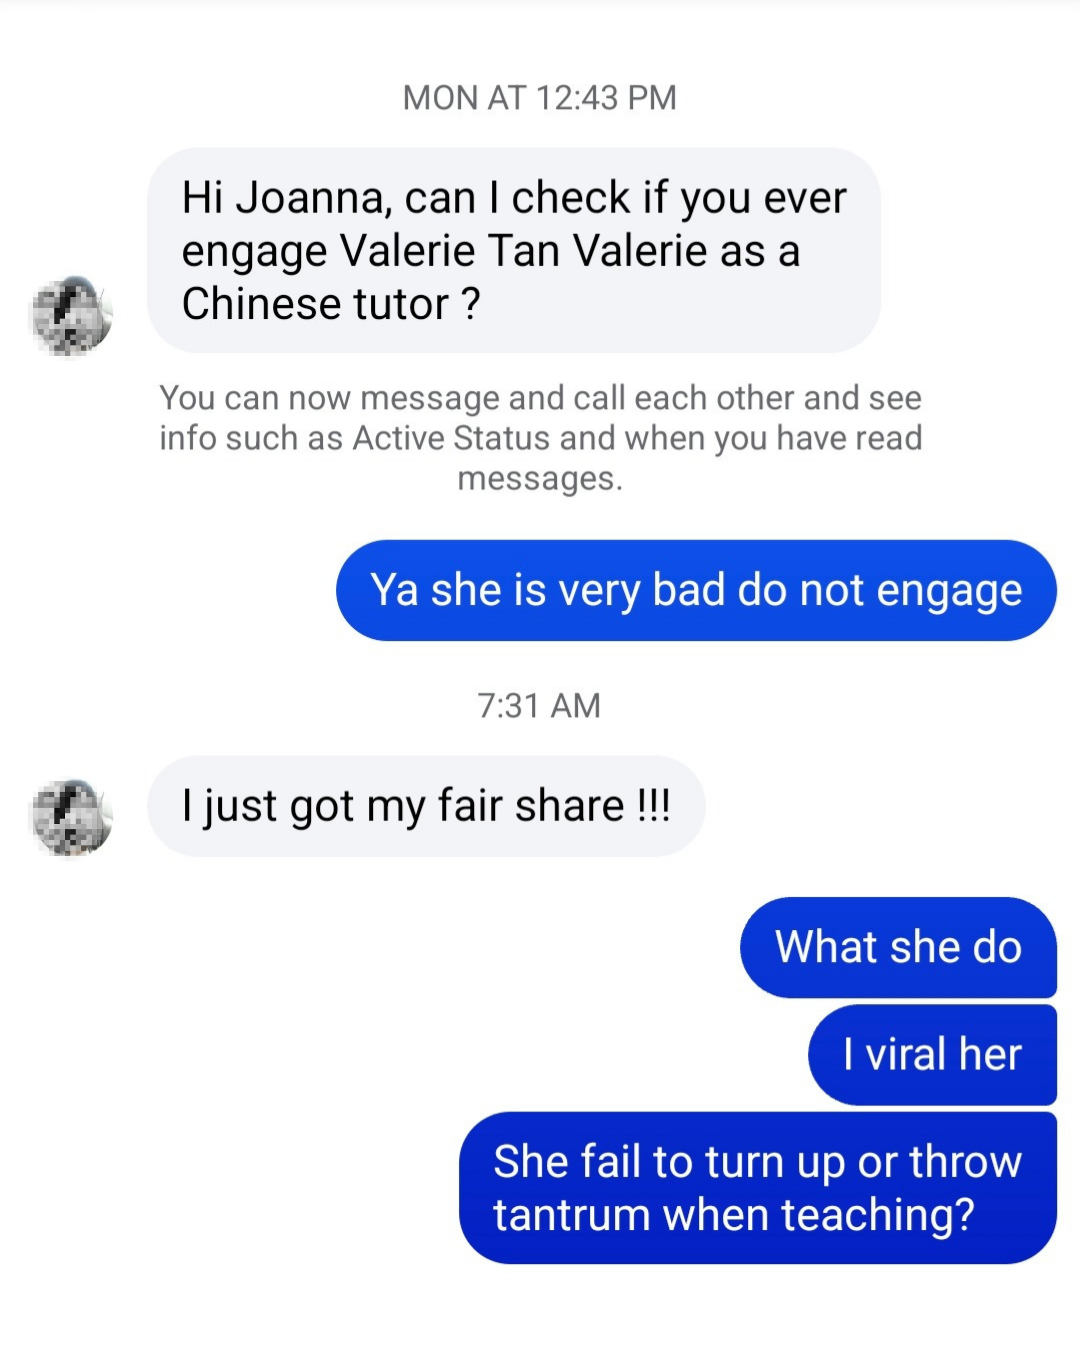 MON AT 12:43 PM
Hi Joanna, can I check if you ever
engage Valerie Tan Valerie as a
Chinese tutor ?
You can now message and call each other and see
info such as Active Status and when you have read
messages.
Ya she is very bad do not engage
7:31 AM
I just got my fair share !!!
What she do
I viral her
She fail to turn up or throw
tantrum when teaching?